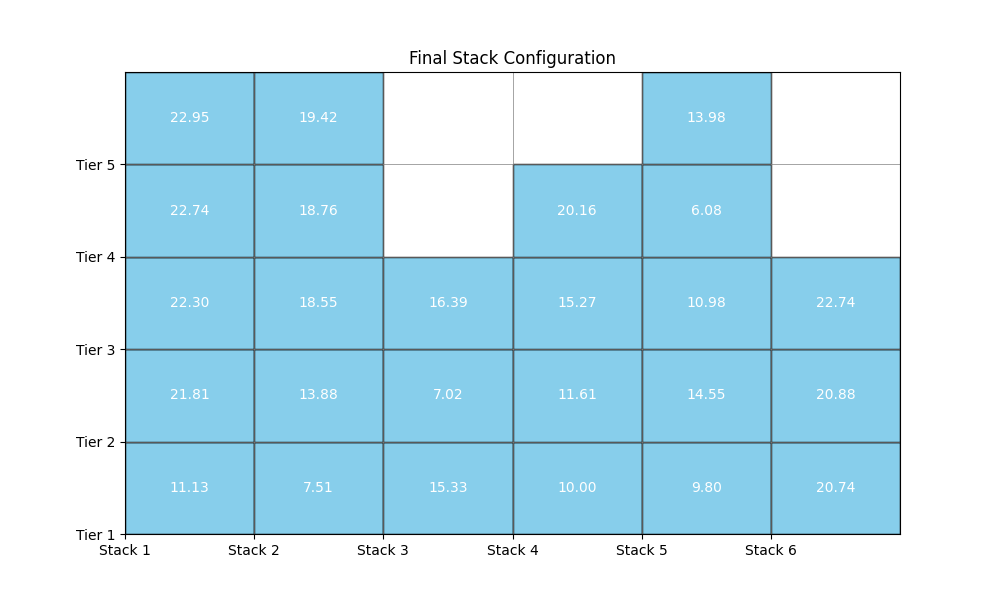 Final Stack Configuration
22.95 19.42 13.98
Tier 5
22.74 18.76 20.16 6.08
Tier 4
22.30 18.55 16.39 15.27 10.98 22.74
Tier 3
21.81 13.88 7.02 11.61 14.55 20.88
Tier 2
11.13 7.51 15.33 10.00 9.80 20.74
Tier 1
Stack 1 Stack 2 Stack 3 Stack 4 Stack 5 Stack 6